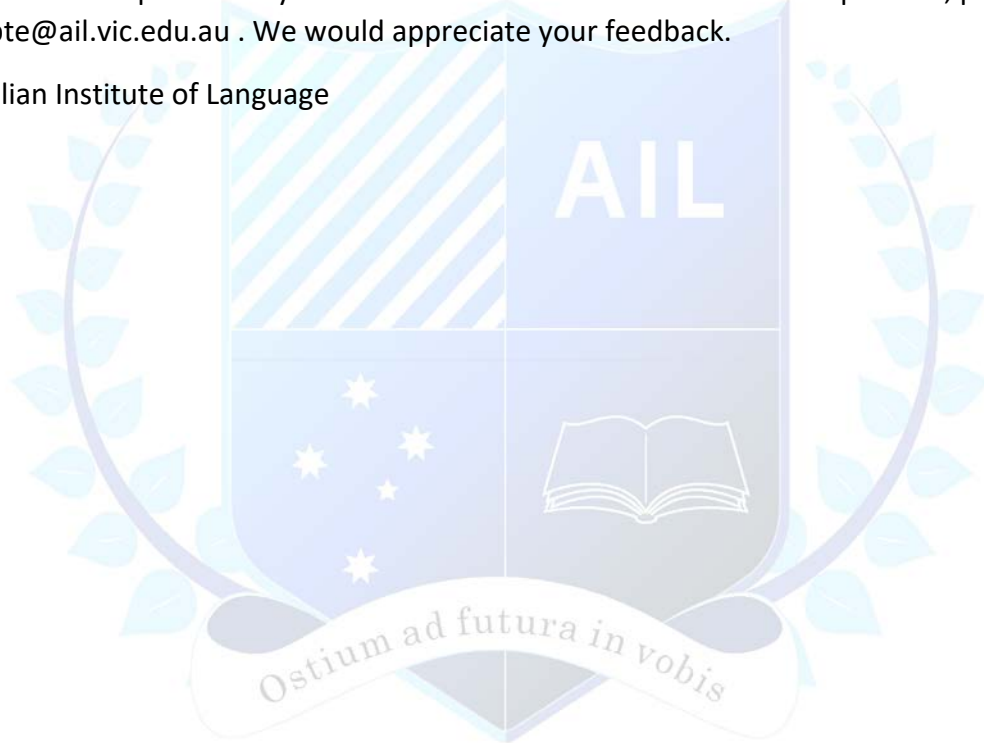 pte@ail.vic.edu.au . We would appreciate your feedback.
lian Institute of Language
AIL
Ostium ad futura in vobis